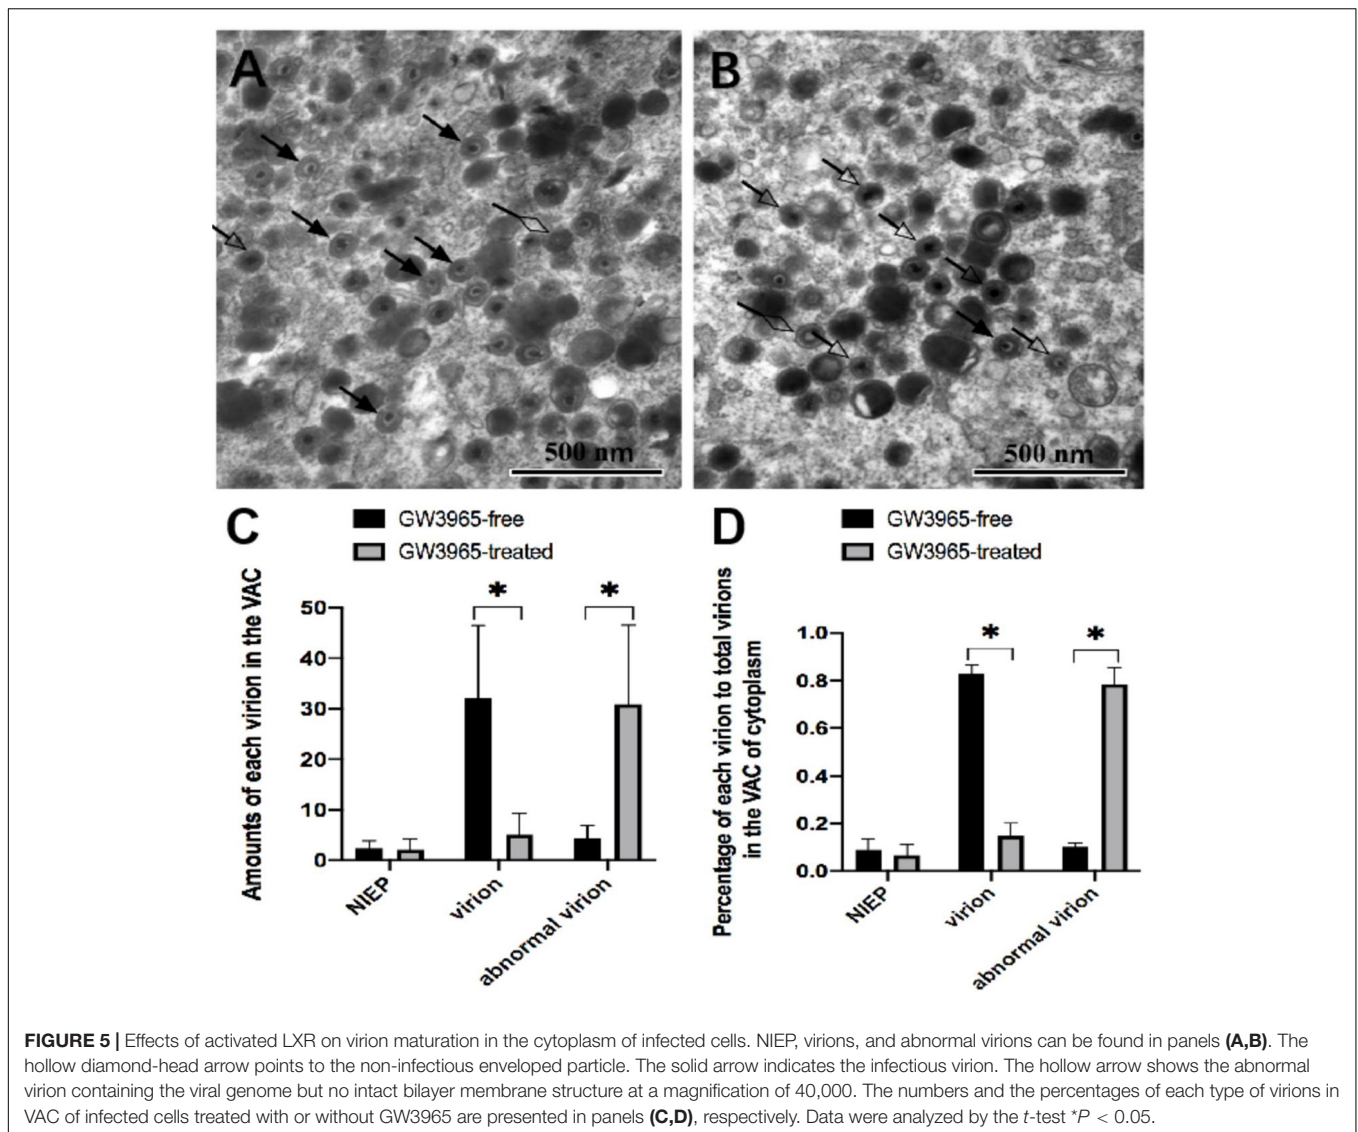 A
B
500 nm
500 nm
C
GW3965-free
GW3965-treated
Amounts of each virion in the VAC
50
40
30
20
10
0
*
*
NIEP
virion
abnormal virion
D
GW3965-free
GW3965-treated
Percentage of each virion to total virions
in the VAC of cytoplasm
1.0
0.8
0.6
0.4
0.2
0.0
*
*
NIEP
virion
abnormal virion
FIGURE 5 | Effects of activated LXR on virion maturation in the cytoplasm of infected cells. NIEP, virions, and abnormal virions can be found in panels (A,B). The
hollow diamond-head arrow points to the non-infectious enveloped particle. The solid arrow indicates the infectious virion. The hollow arrow shows the abnormal
virion containing the viral genome but no intact bilayer membrane structure at a magnification of 40,000. The numbers and the percentages of each type of virions in
VAC of infected cells treated with or without GW3965 are presented in panels (C,D), respectively. Data were analyzed by the t-test *P < 0.05.